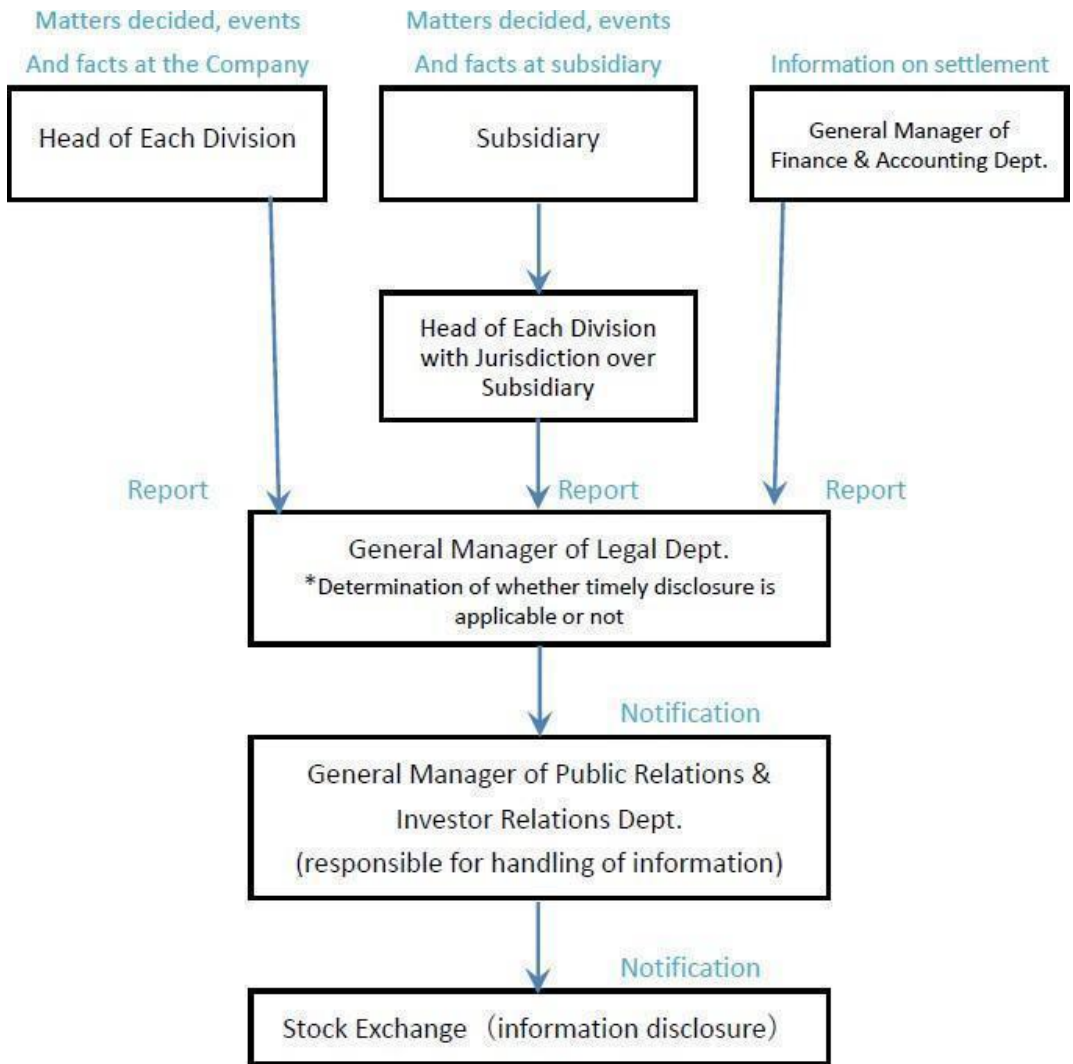 Matters decided, events
And facts at the Company
Matters decided, events
And facts at subsidiary
Information on settlement
Head of Each Division
Subsidiary
General Manager of
Finance & Accounting Dept.
Head of Each Division
with Jurisdiction over
Subsidiary
Report
Report
Report
General Manager of Legal Dept.
*Determination of whether timely disclosure is
applicable or not
Notification
General Manager of Public Relations &
Investor Relations Dept.
(responsible for handling of information)
Notification
Stock Exchange（information disclosure）